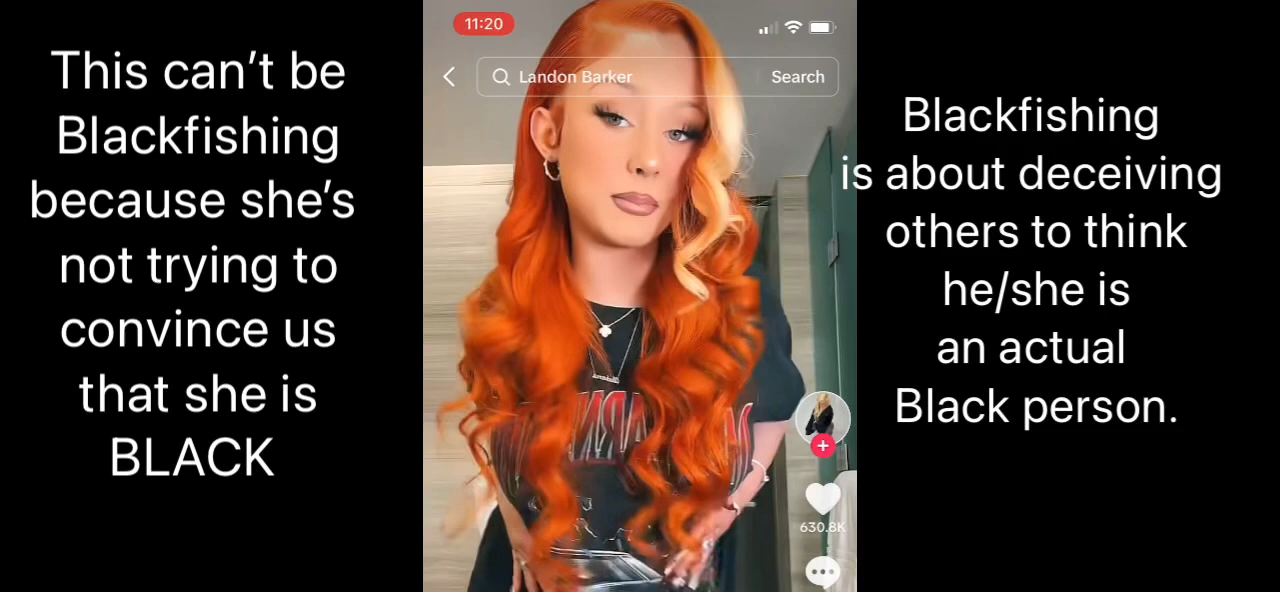 This can’t be
Blackfishing
because she’s
not trying to
convince us
that she is
BLACK
11:20
Landon Barker
Search
630.8K
Blackfishing
is about deceiving
others to think
he/she is
an actual
Black person.